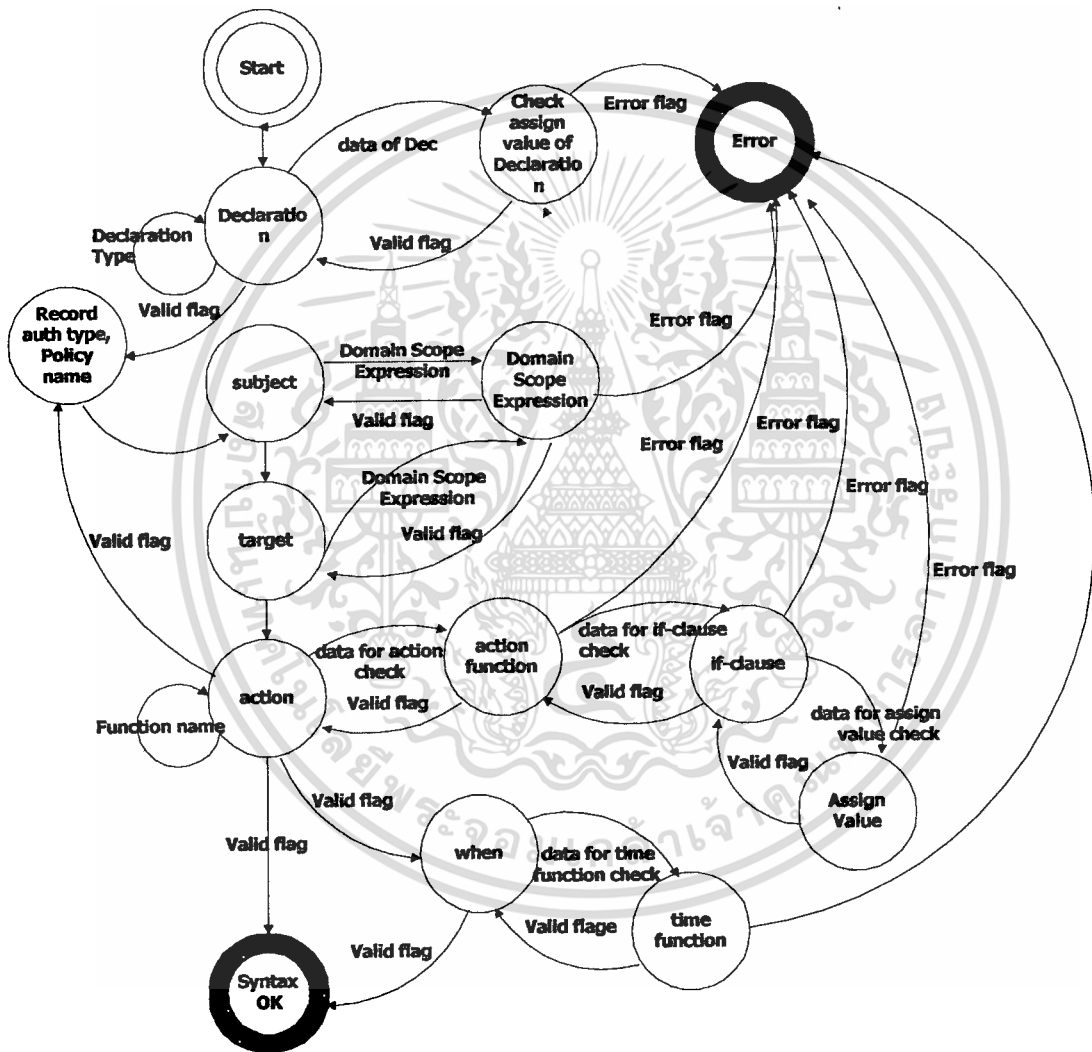 Start
Check
assign
value of
Declaratio
n
Error flag
Error
data of Dec
Declaratio
n
Declaration
Type
Valid flag
Valid flag
Record
auth type,
Policy
name
subject
Domain Scope
Expression
Valid flag
Domain
Scope
Expression
Error flag
Error flag
Error flag
Error flag
Error flag
Domain Scope
Expression
Valid flag
target
Valid flag
action
Function name
data for action
check
Valid flag
action
function
data for if-clause
check
Valid flag
if-clause
data for assign
value check
Valid flag
Assign
Value
Valid flag
Valid flag
when
data for time
function check
Valid flage
time
function
Valid flag
Syntax
OK